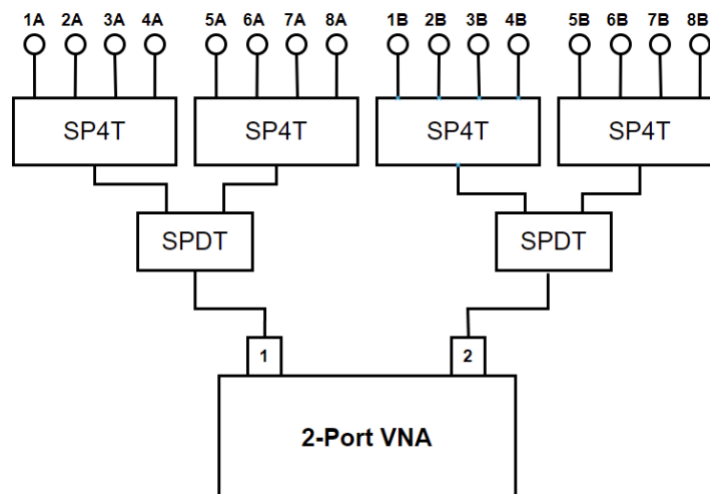 1A 2A 3A 4A 5A 6A 7A 8A 1B 2B 3B 4B 5B 6B 7B 8B
SP4T SP4T SP4T SP4T
SPDT SPDT
1 2
2-Port VNA